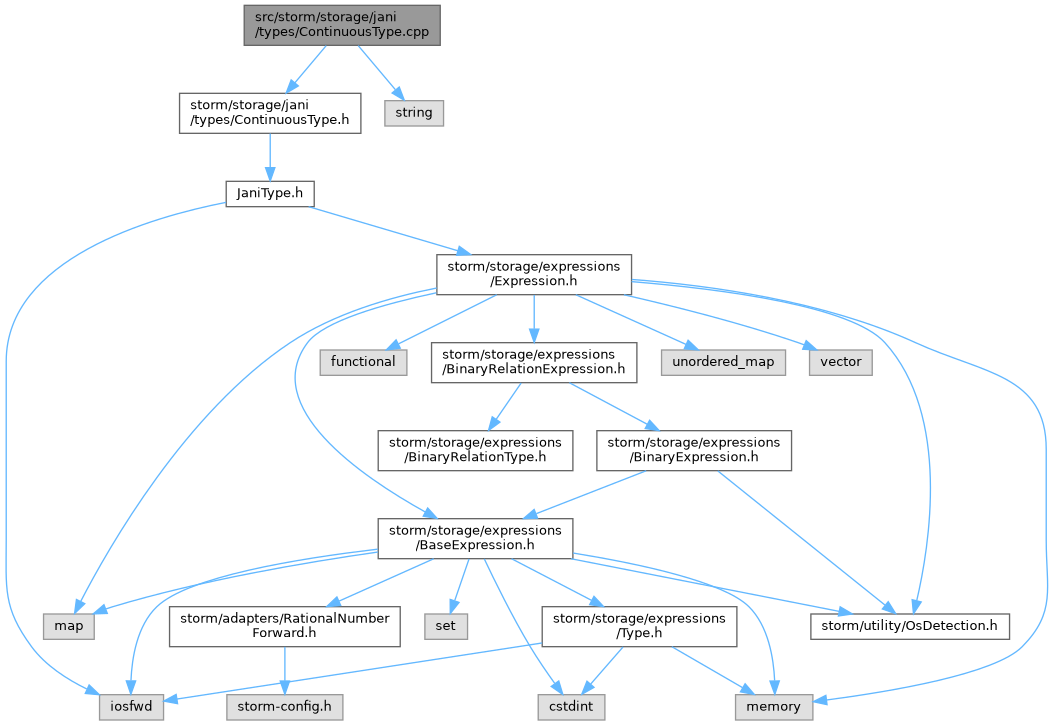 src/storm/storage/jani
/types/ContinuousType.cpp
storm/storage/jani
/types/ContinuousType.h
string
JaniType.h
storm/storage/expressions
/Expression.h
functional
storm/storage/expressions
/BinaryRelationExpression.h
unordered_map
vector
storm/storage/expressions
/BinaryRelationType.h
storm/storage/expressions
/BinaryExpression.h
storm/storage/expressions
/BaseExpression.h
map
storm/adapters/RationalNumber
Forward.h
set
storm/storage/expressions
/Type.h
storm/utility/OsDetection.h
iosfwd
storm-config.h
cstdint
memory